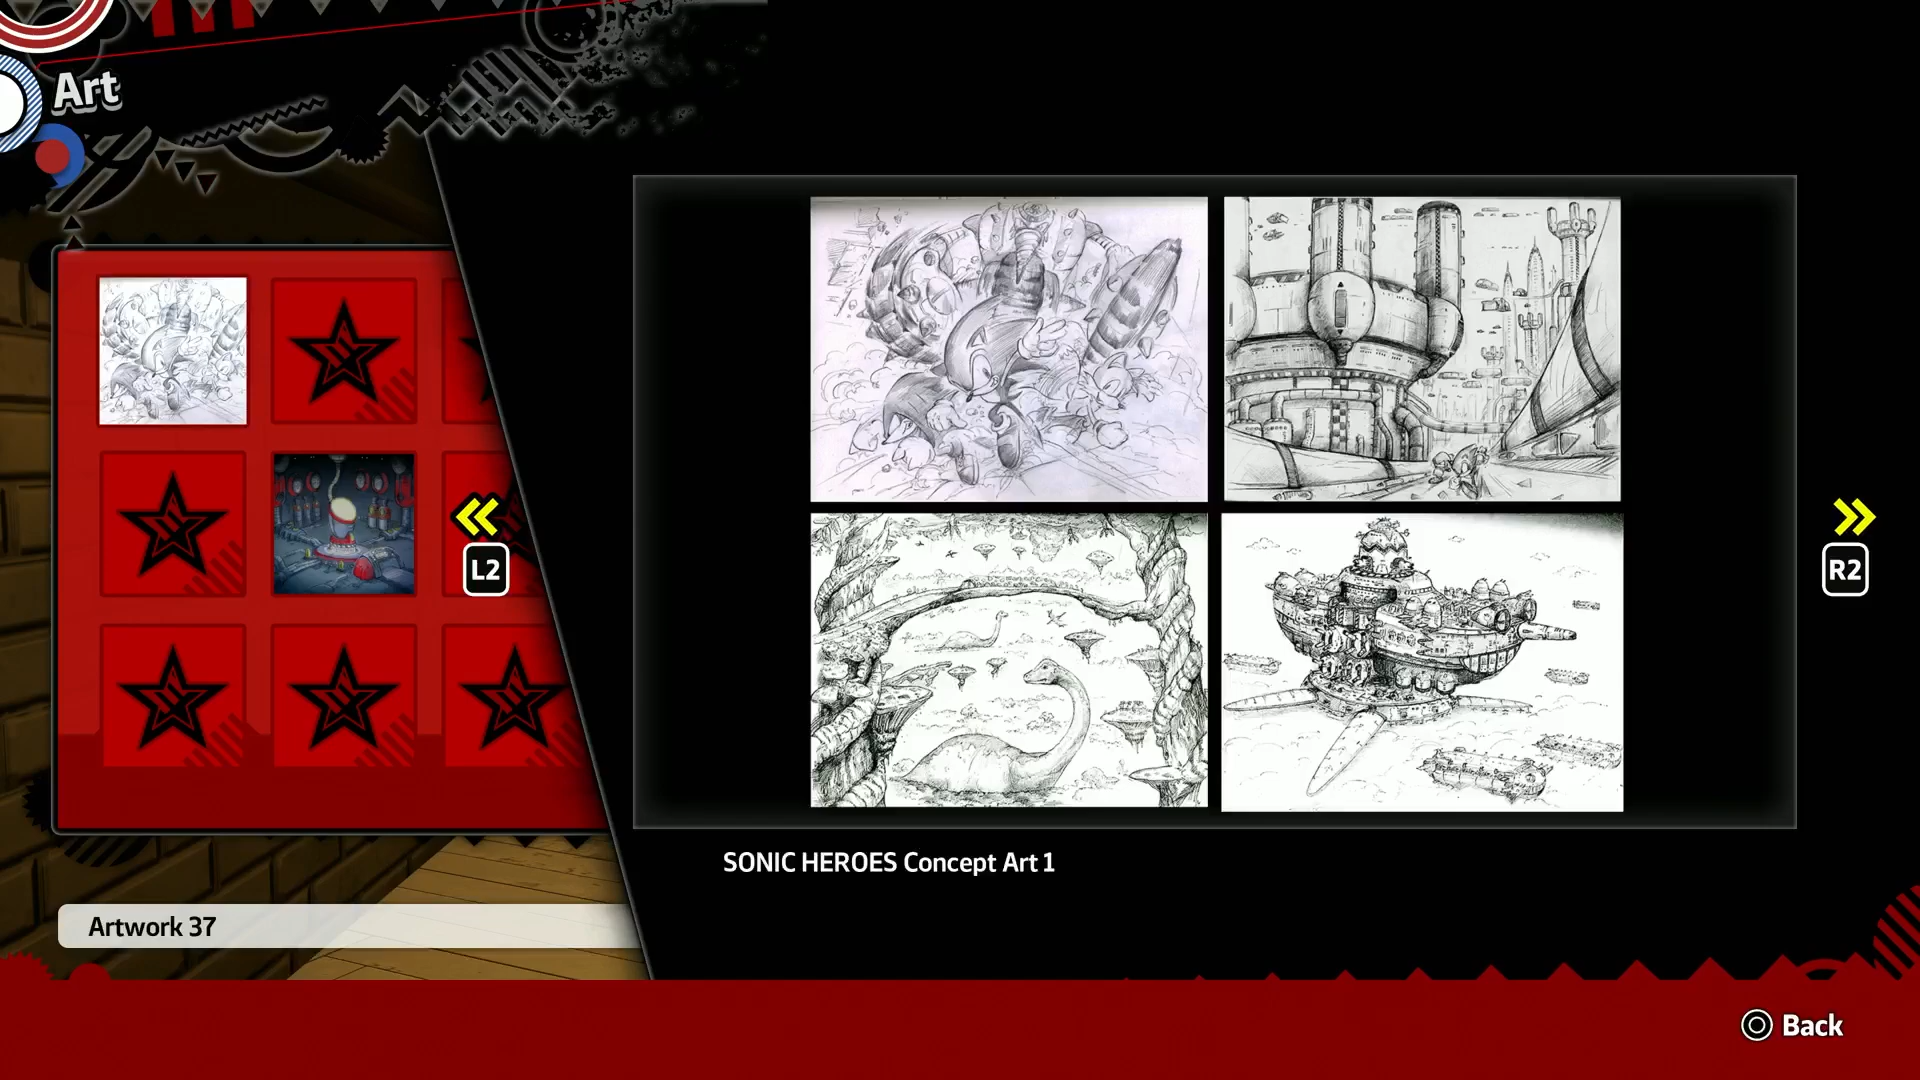 Art
L2
R2
SONIC HEROES Concept Art 1
Artwork 37
Back